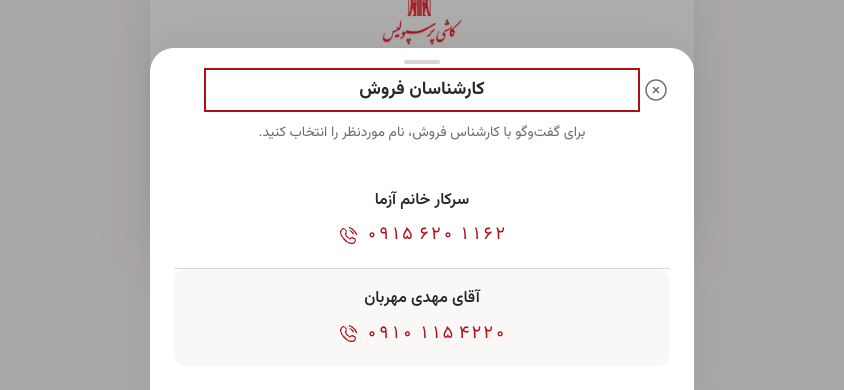 کاشی پرسپولیس
کارشناسان فروش
برای گفت‌وگو با کارشناس فروش، نام موردنظر را انتخاب کنید.
سرکار خانم آزما
۰۹۱۵ ۶۲۰ ۱۱۶۲
آقای مهدی مهربان
۰۹۱۰ ۱۱۵ ۴۲۲۰